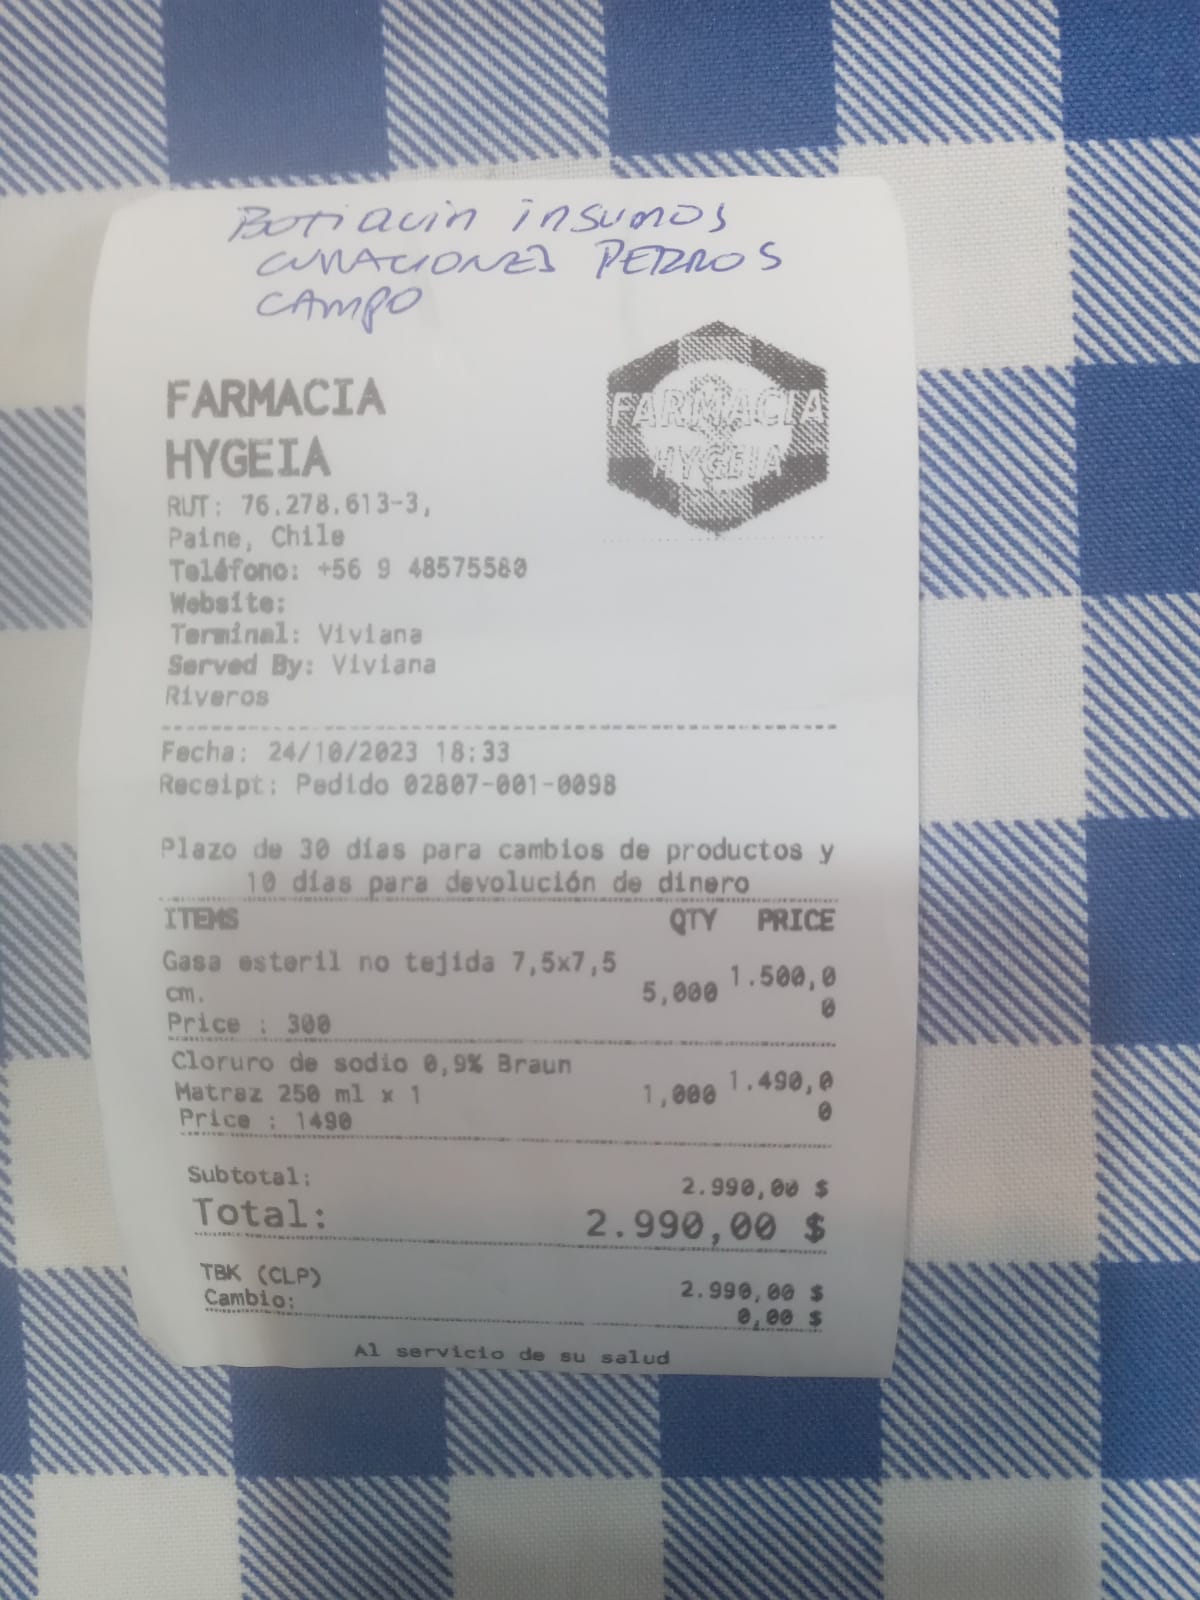 Botiquin insumos
curaciones PERROS
CAMPO
FARMACIA
HYGEIA
FARMACIA
HYGEIA
RUT: 76.278.613-3,
Paine, Chile
Teléfono: +56 9 48575580
Website:
Terminal: Viviana
Served By: Viviana
Riveros
Fecha: 24/10/2023 18:33
Receipt: Pedido 02807-001-0098
Plazo de 30 días para cambios de productos y
10 días para devolución de dinero
ITEMS QTY PRICE
Gasa esteril no tejida 7,5x7,5
cm. 5,000 1.500,0
0
Price : 300
Cloruro de sodio 0,9% Braun
Matraz 250 ml x 1 1,000 1.490,0
0
Price : 1490
Subtotal: 2.990,00 $
Total: 2.990,00 $
TBK (CLP) 2.990,00 $
Cambio: 0,00 $
Al servicio de su salud